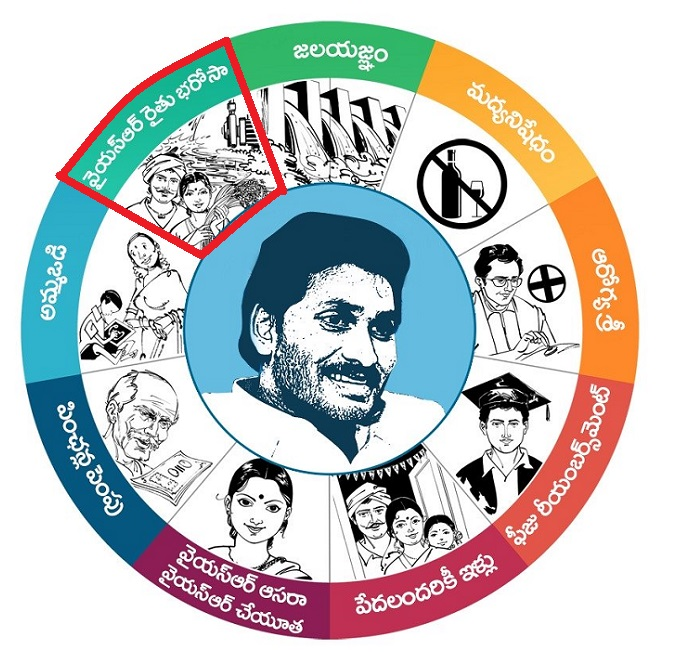 జలయజ్ఞం
మద్యనిషేధం
ఆరోగ్య శ్రీ
ఫీజు రీయింబర్స్‌మెంట్
పేదలందరికీ ఇళ్లు
వైయస్ఆర్ ఆసరా
వైయస్ఆర్ చేయూత
పింఛన్ల పెంపు
అమ్మఒడి
వైయస్ఆర్ రైతు భరోసా